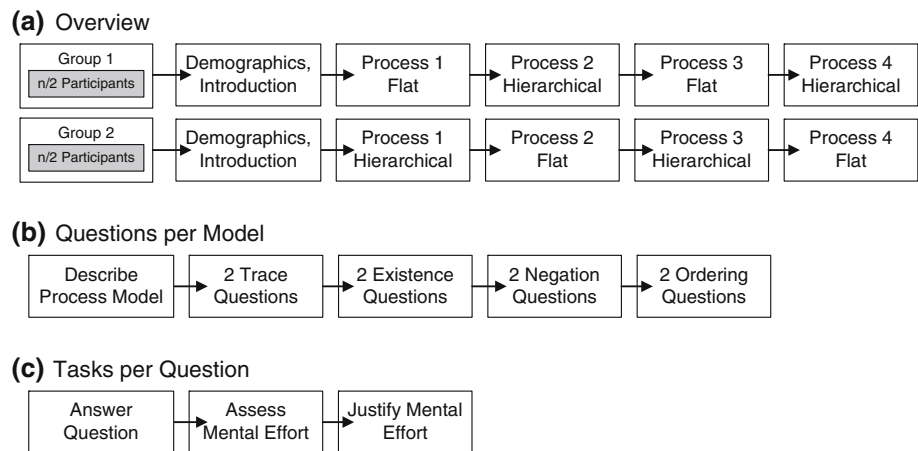 (a) Overview
Group 1
n/2 Participants
Demographics,
Introduction
Process 1
Flat
Process 2
Hierarchical
Process 3
Flat
Process 4
Hierarchical
Group 2
n/2 Participants
Demographics,
Introduction
Process 1
Hierarchical
Process 2
Flat
Process 3
Hierarchical
Process 4
Flat
(b) Questions per Model
Describe
Process Model
2 Trace
Questions
2 Existence
Questions
2 Negation
Questions
2 Ordering
Questions
(c) Tasks per Question
Answer
Question
Assess
Mental Effort
Justify Mental
Effort